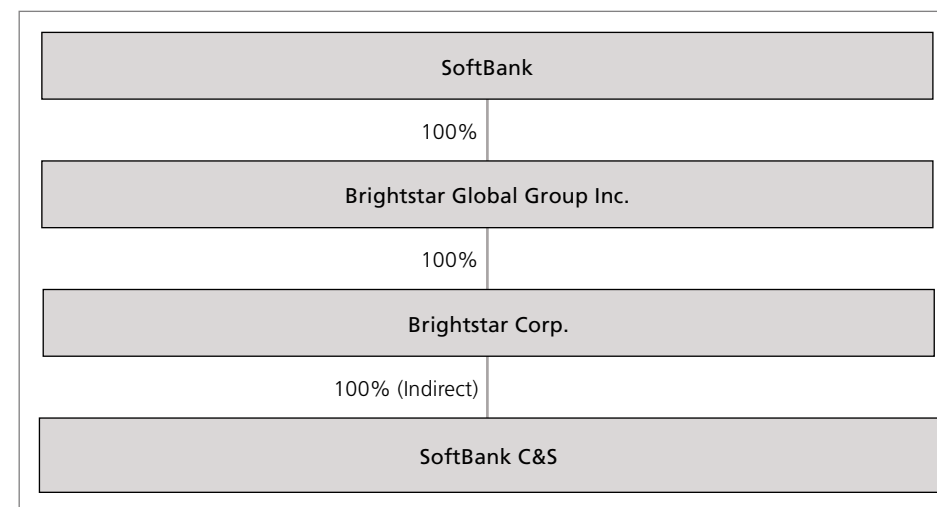 SoftBank
100%
Brightstar Global Group Inc.
100%
Brightstar Corp.
100% (Indirect)
SoftBank C&S